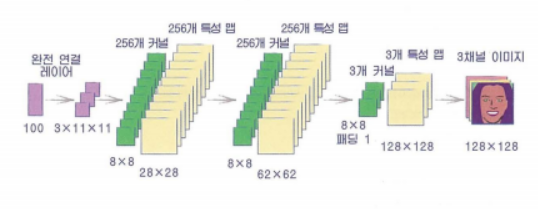 완전 연결
레이어
100
3×11×11
256개 커널
256개 특성 맵
8×8
28×28
256개 커널
256개 특성 맵
8×8
62×62
3개 커널
3개 특성 맵
8×8
패딩 1
128×128
3채널 이미지
128×128